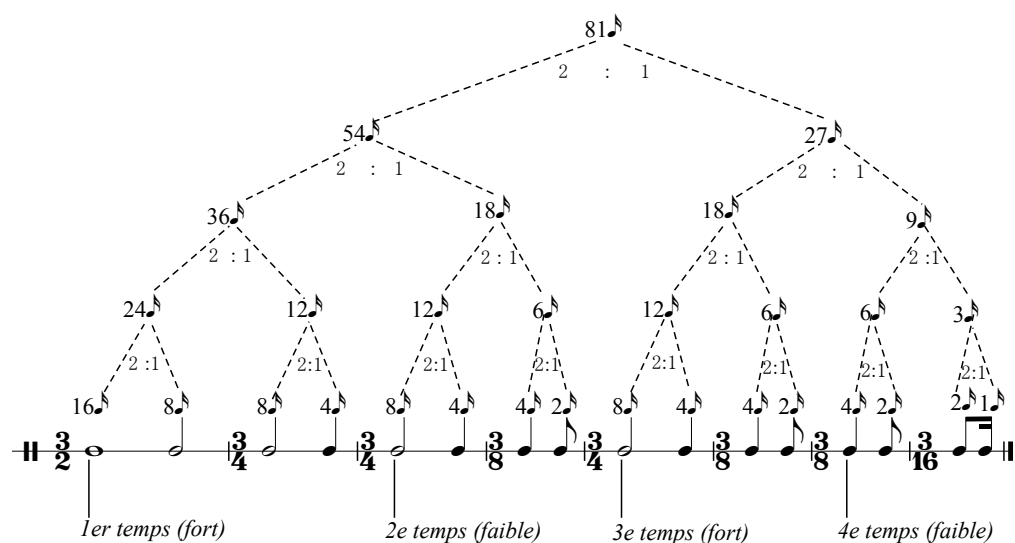 81
2 : 1
54 27
2 : 1 2 : 1
36 18 18 9
2 : 1 2 : 1 2 : 1 2 :1
24 12 12 6 12 6 6 3
2 :1 2:1 2:1 2:1 2:1 2:1 2:1 2:1
16 8 8 4 8 4 4 2 8 4 4 2 4 2 2 1
3 3 3 3 3 3 3 3
2 4 4 8 4 8 8 16
1er temps (fort) 2e temps (faible) 3e temps (fort) 4e temps (faible)